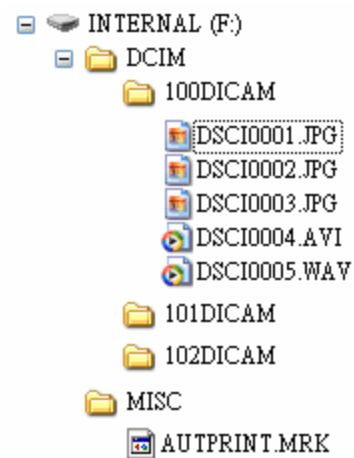 INTERNAL (F:)
DCIM
100DICAM
DSCI0001.JPG
DSCI0002.JPG
DSCI0003.JPG
DSCI0004.AVI
DSCI0005.WAV
101DICAM
102DICAM
MISC
AUTPRINT.MRK